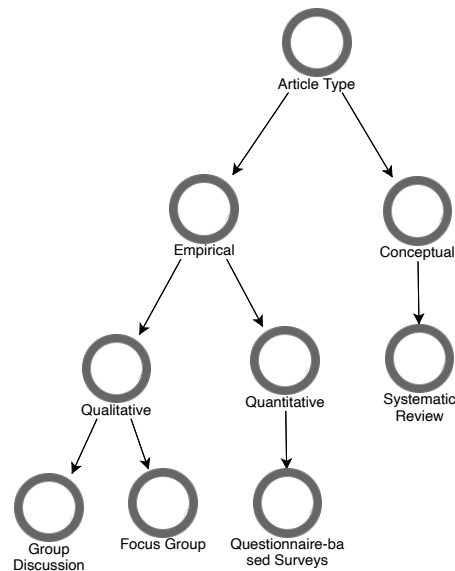 Article Type
Empirical
Conceptual
Qualitative
Quantitative
Systematic
Review
Group
Discussion
Focus Group
Questionnaire-ba
sed Surveys